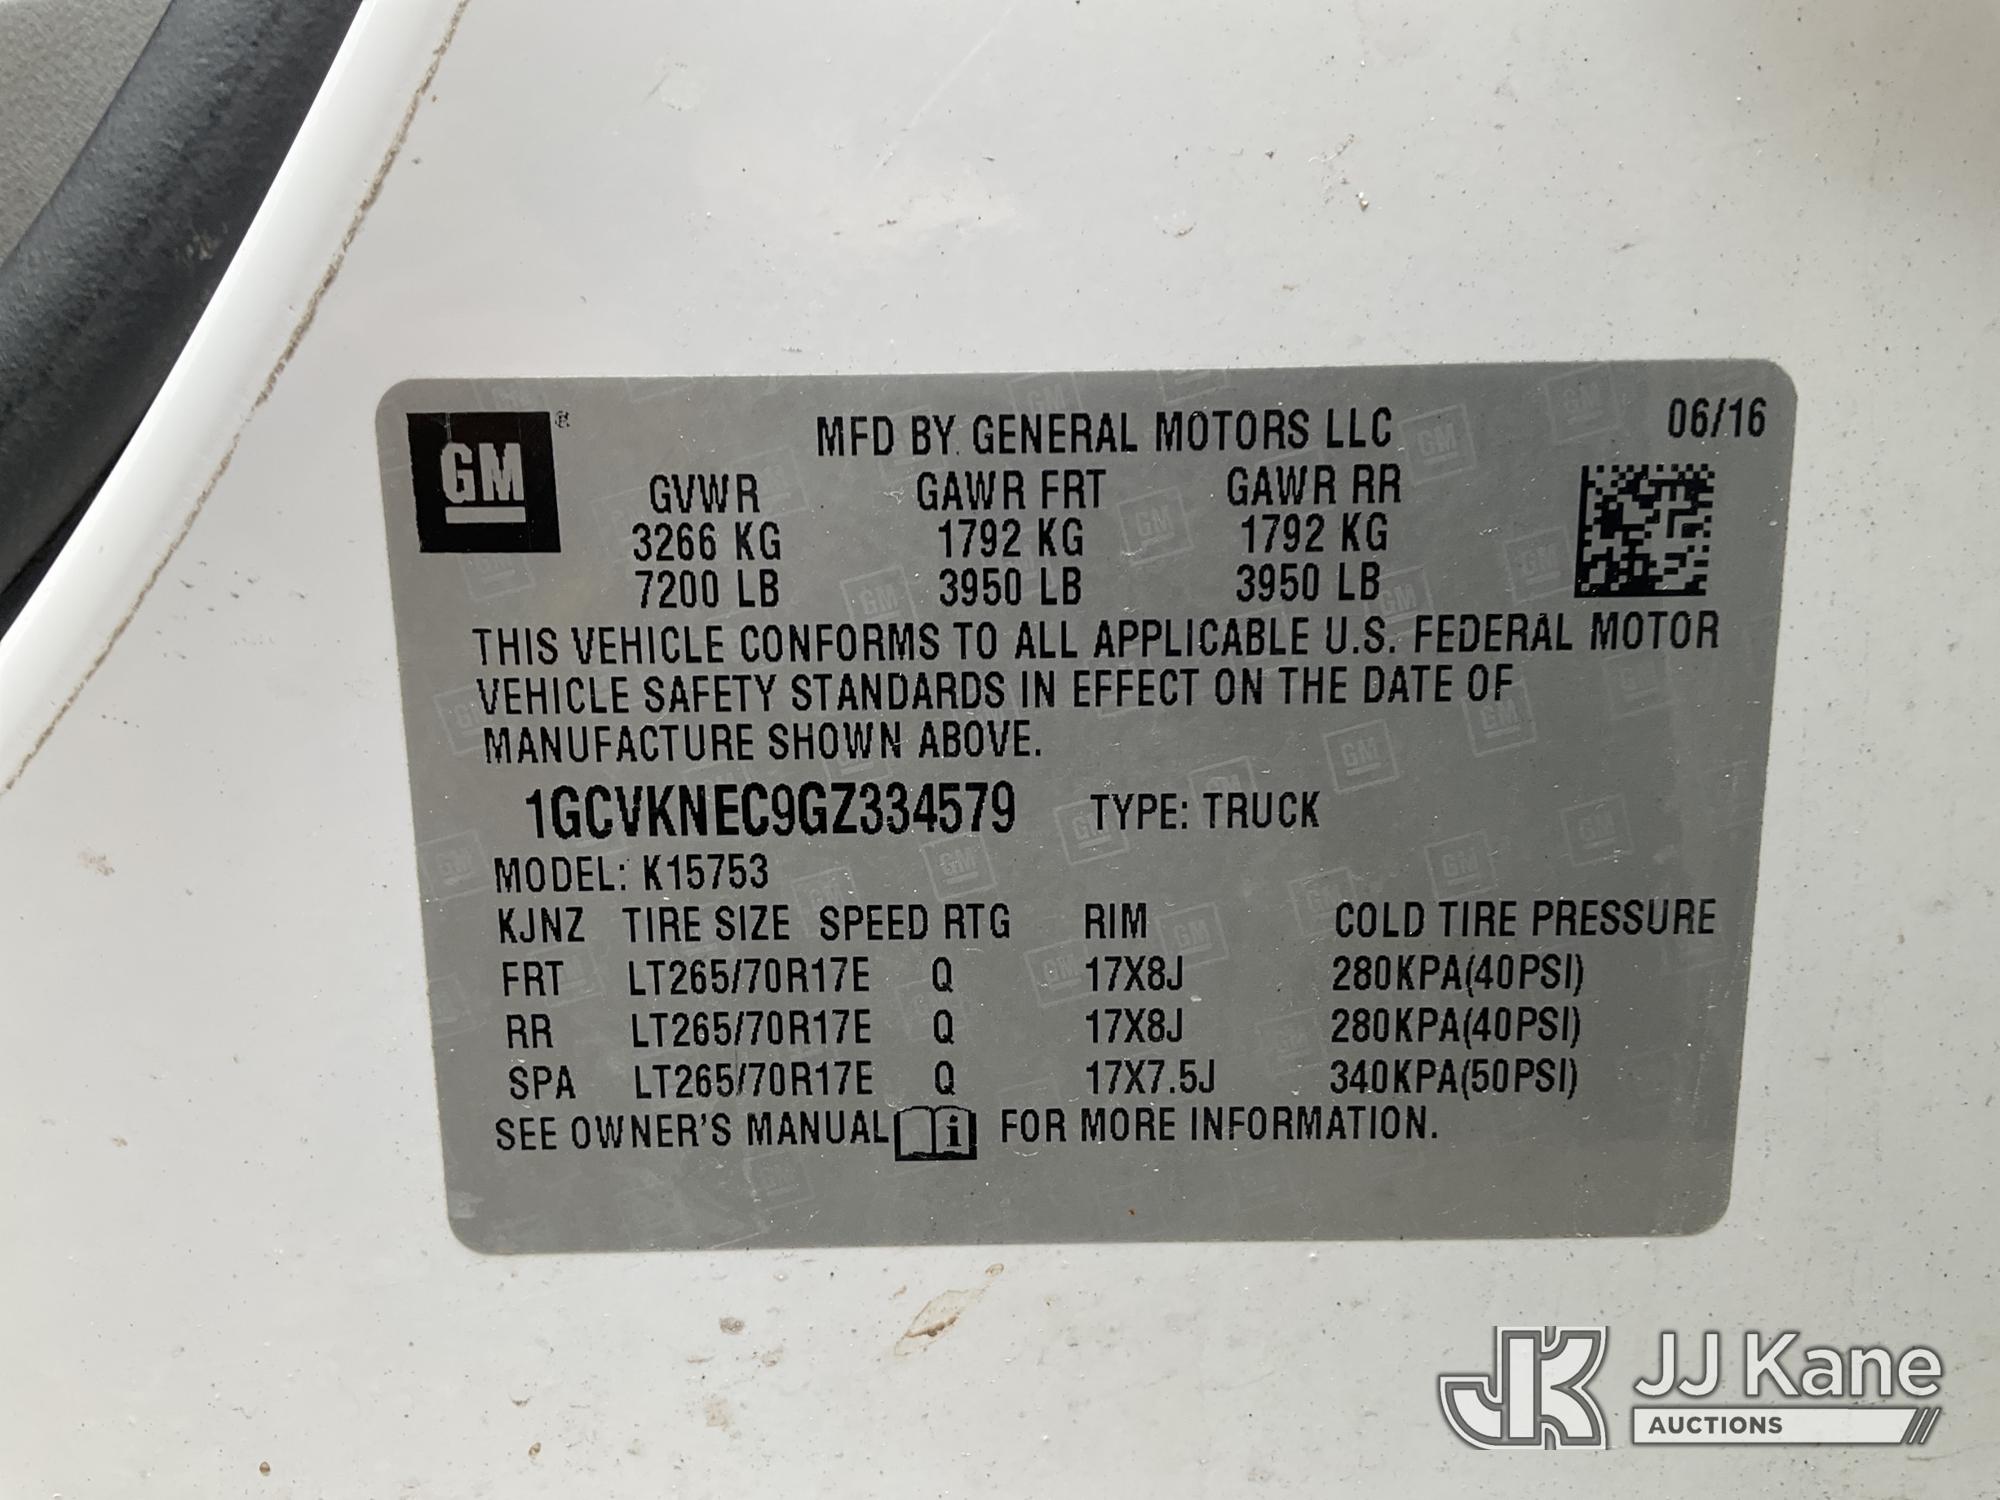 GM ® MFD BY GENERAL MOTORS LLC 06/16
GVWR GAWR FRT GAWR RR
3266 KG 1792 KG 1792 KG
7200 LB 3950 LB 3950 LB
THIS VEHICLE CONFORMS TO ALL APPLICABLE U.S. FEDERAL MOTOR
VEHICLE SAFETY STANDARDS IN EFFECT ON THE DATE OF
MANUFACTURE SHOWN ABOVE.
1GCVKNEC9GZ334579 TYPE: TRUCK
MODEL: K15753
KJNZ TIRE SIZE SPEED RTG RIM COLD TIRE PRESSURE
FRT LT265/70R17E Q 17X8J 280KPA(40PSI)
RR LT265/70R17E Q 17X8J 280KPA(40PSI)
SPA LT265/70R17E Q 17X7.5J 340KPA(50PSI)
SEE OWNER'S MANUAL i FOR MORE INFORMATION.
JK JJ Kane
AUCTIONS